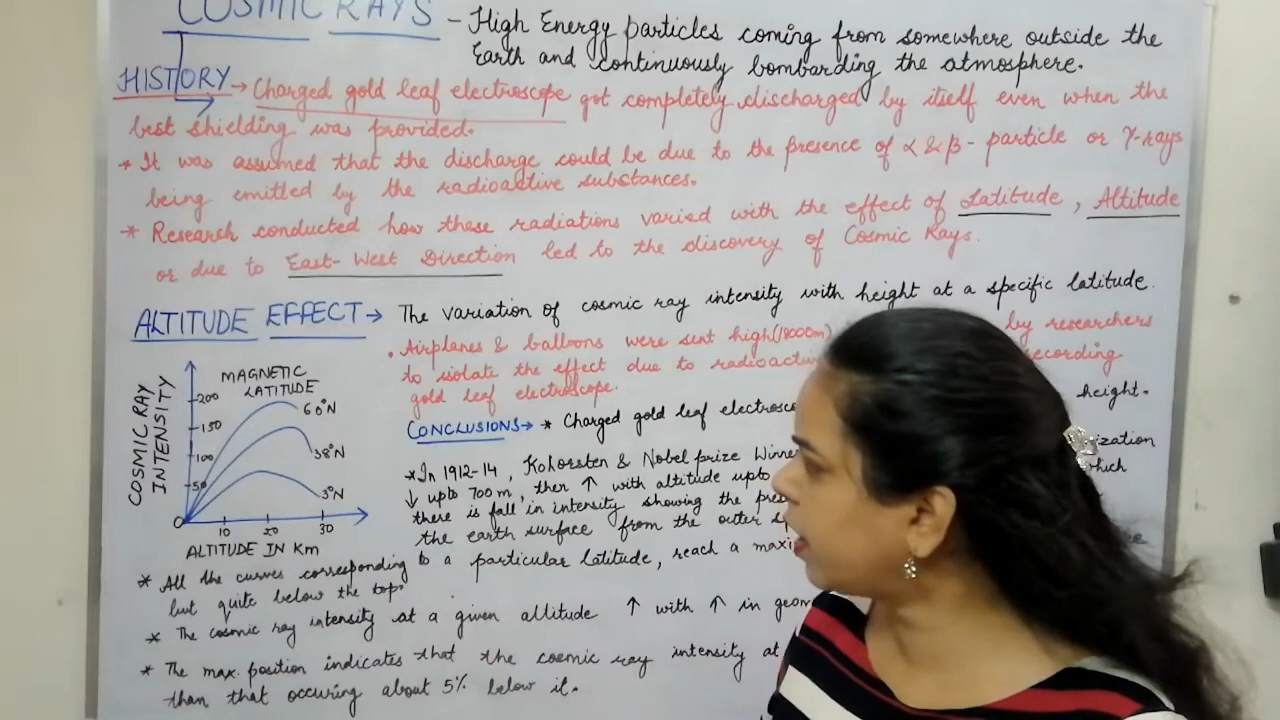 COSMIC RAYS - High Energy particles coming from somewhere outside the
Earth and continuously bombarding the atmosphere.
HISTORY → Charged gold leaf electroscope got completely discharged by itself even when the
best shielding was provided.
* It was assumed that the discharge could be due to the presence of α & β - particle or γ-rays
being emitted by the radioactive substances.
* Research conducted how these radiations varied with the effect of Latitude, Altitude
or due to East-West Direction led to the discovery of Cosmic Rays.
ALTITUDE EFFECT → The variation of cosmic ray intensity with height at a specific latitude.
• Airplanes & balloons were sent high (18000m) by researchers
to isolate the effect due to radioactive recording
gold leaf electroscope.
CONCLUSIONS → * Charged gold leaf height.
* In 1912-14, Kohorsten & Nobel prize Winner
↓ upto 700m, then ↑ with altitude upto which
there is fall in intensity showing the
the earth surface from the outer
COSMIC RAY
INTENSITY
MAGNETIC
LATITUDE
200
150
100
50
0
60°N
38°N
3°N
10 20 30
ALTITUDE IN Km
* All the curves corresponding to a particular latitude, reach a
but quite below the top.
* The cosmic ray intensity at a given altitude ↑ with ↑ in
* The max. position indicates that the cosmic ray intensity at
than that occuring about 5% below it.